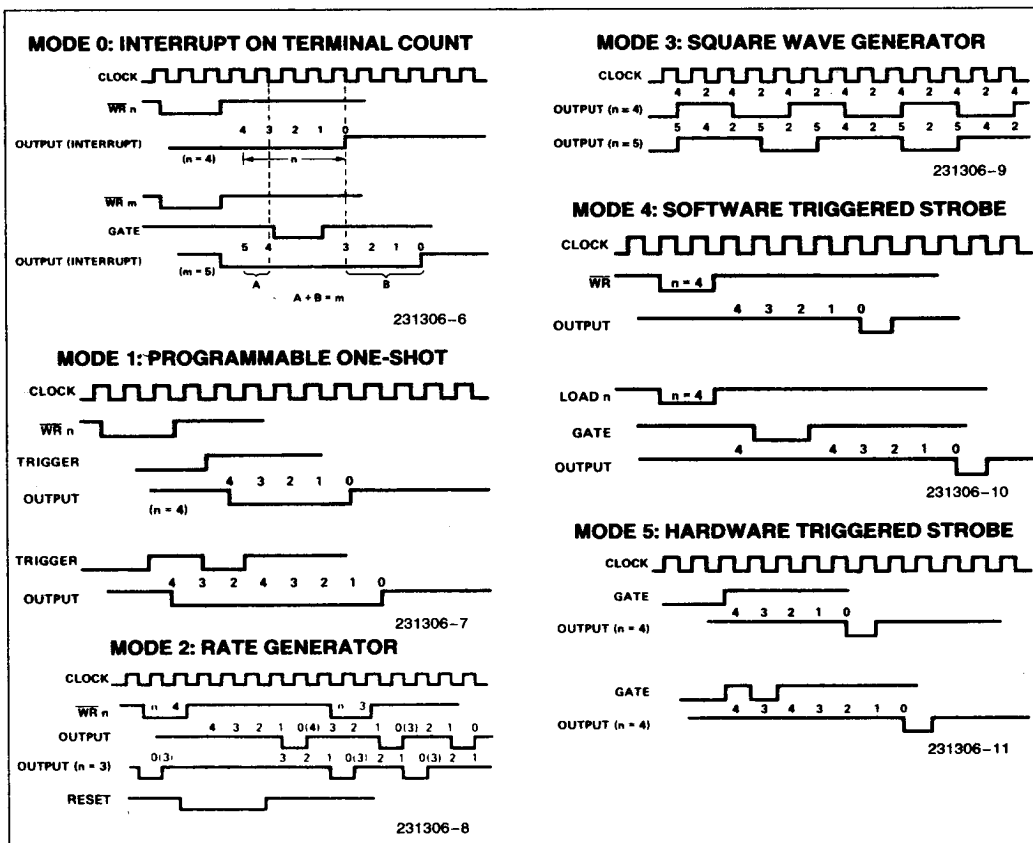 MODE 0: INTERRUPT ON TERMINAL COUNT
CLOCK
WR n
4 3 2 1 0
OUTPUT (INTERRUPT)
(n = 4) n
WR m
GATE
5 4 3 2 1 0
OUTPUT (INTERRUPT)
(m = 5)
A B
A + B = m
231306-6
MODE 1: PROGRAMMABLE ONE-SHOT
CLOCK
WR n
TRIGGER
4 3 2 1 0
OUTPUT
(n = 4)
TRIGGER
4 3 2 4 3 2 1 0
OUTPUT
231306-7
MODE 2: RATE GENERATOR
CLOCK
WR n n 4 n 3
4 3 2 1 0(4) 3 2 1 0(3) 2 1 0
OUTPUT
0(3) 3 2 1 0(3) 2 1 0(3) 2 1
OUTPUT (n = 3)
RESET
231306-8
MODE 3: SQUARE WAVE GENERATOR
CLOCK
4 2 4 2 4 2 4 2 4 2 4 2 4
OUTPUT (n = 4)
5 4 2 5 2 5 4 2 5 2 5 4 2
OUTPUT (n = 5)
231306-9
MODE 4: SOFTWARE TRIGGERED STROBE
CLOCK
WR n = 4
4 3 2 1 0
OUTPUT
LOAD n n = 4
GATE
4 4 3 2 1 0
OUTPUT
231306-10
MODE 5: HARDWARE TRIGGERED STROBE
CLOCK
GATE
4 3 2 1 0
OUTPUT (n = 4)
GATE
4 3 4 3 2 1 0
OUTPUT (n = 4)
231306-11